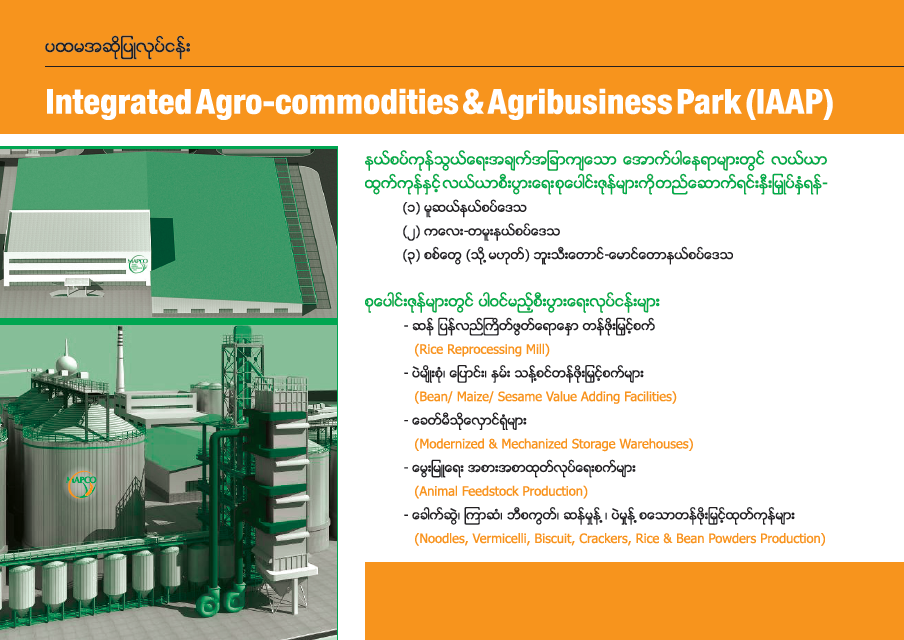 ပထမအဆိုပြုလုပ်ငန်း
Integrated Agro-commodities & Agribusiness Park (IAAP)
နယ်စပ်ကုန်သွယ်ရေးအချက်အခြာကျသော အောက်ပါနေရာများတွင် လယ်ယာ
ထွက်ကုန်နှင့် လယ်ယာစီးပွားရေးစုပေါင်းဇုန်များကိုတည်ဆောက်ရင်းနှီးမြှုပ်နှံရန်-
(၁) မူဆယ်နယ်စပ်ဒေသ
(၂) ကလေး-တမူးနယ်စပ်ဒေသ
(၃) စစ်တွေ (သို့ မဟုတ်) ဘူးသီးတောင်-မောင်တောနယ်စပ်ဒေသ
စုပေါင်းဇုန်များတွင် ပါဝင်မည့်စီးပွားရေးလုပ်ငန်းများ
- ဆန် ပြန်လည်ကြိတ်ဖွတ်ရောနှော တန်ဖိုးမြှင့်စက်
(Rice Reprocessing Mill)
- ပဲမျိုးစုံ၊ ပြောင်း၊ နှမ်း သန့်စင်တန်ဖိုးမြှင့်စက်များ
(Bean/ Maize/ Sesame Value Adding Facilities)
- ခေတ်မီသိုလှောင်ရုံများ
(Modernized & Mechanized Storage Warehouses)
- မွေးမြူရေး အစားအစာထုတ်လုပ်ရေးစက်များ
(Animal Feedstock Production)
- ခေါက်ဆွဲ၊ ကြာဆံ၊ ဘီစကွတ်၊ ဆန်မှုန့် ၊ ပဲမှုန့် စသောတန်ဖိုးမြှင့်ထုတ်ကုန်များ
(Noodles, Vermicelli, Biscuit, Crackers, Rice & Bean Powders Production)
MAPCO
MAPCO